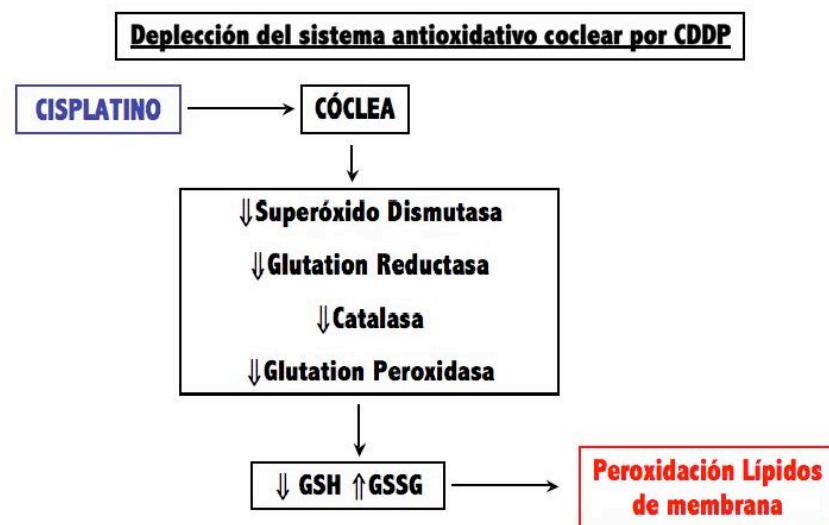 Deplección del sistema antioxidativo coclear por CDDP
CISPLATINO
CÓCLEA
⇓Superóxido Dismutasa
⇓Glutation Reductasa
⇓Catalasa
⇓Glutation Peroxidasa
⇓ GSH ⇑GSSG
Peroxidación Lípidos
de membrana